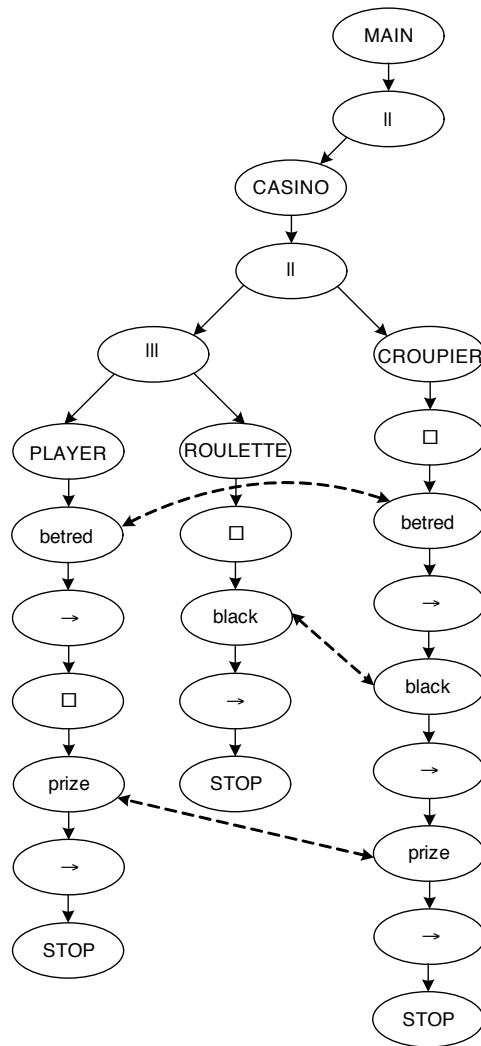 MAIN
||
CASINO
||
|||
CROUPIER
PLAYER
ROULETTE
□
betred
□
betred
→
black
→
□
→
black
prize
STOP
→
→
prize
STOP
→
STOP